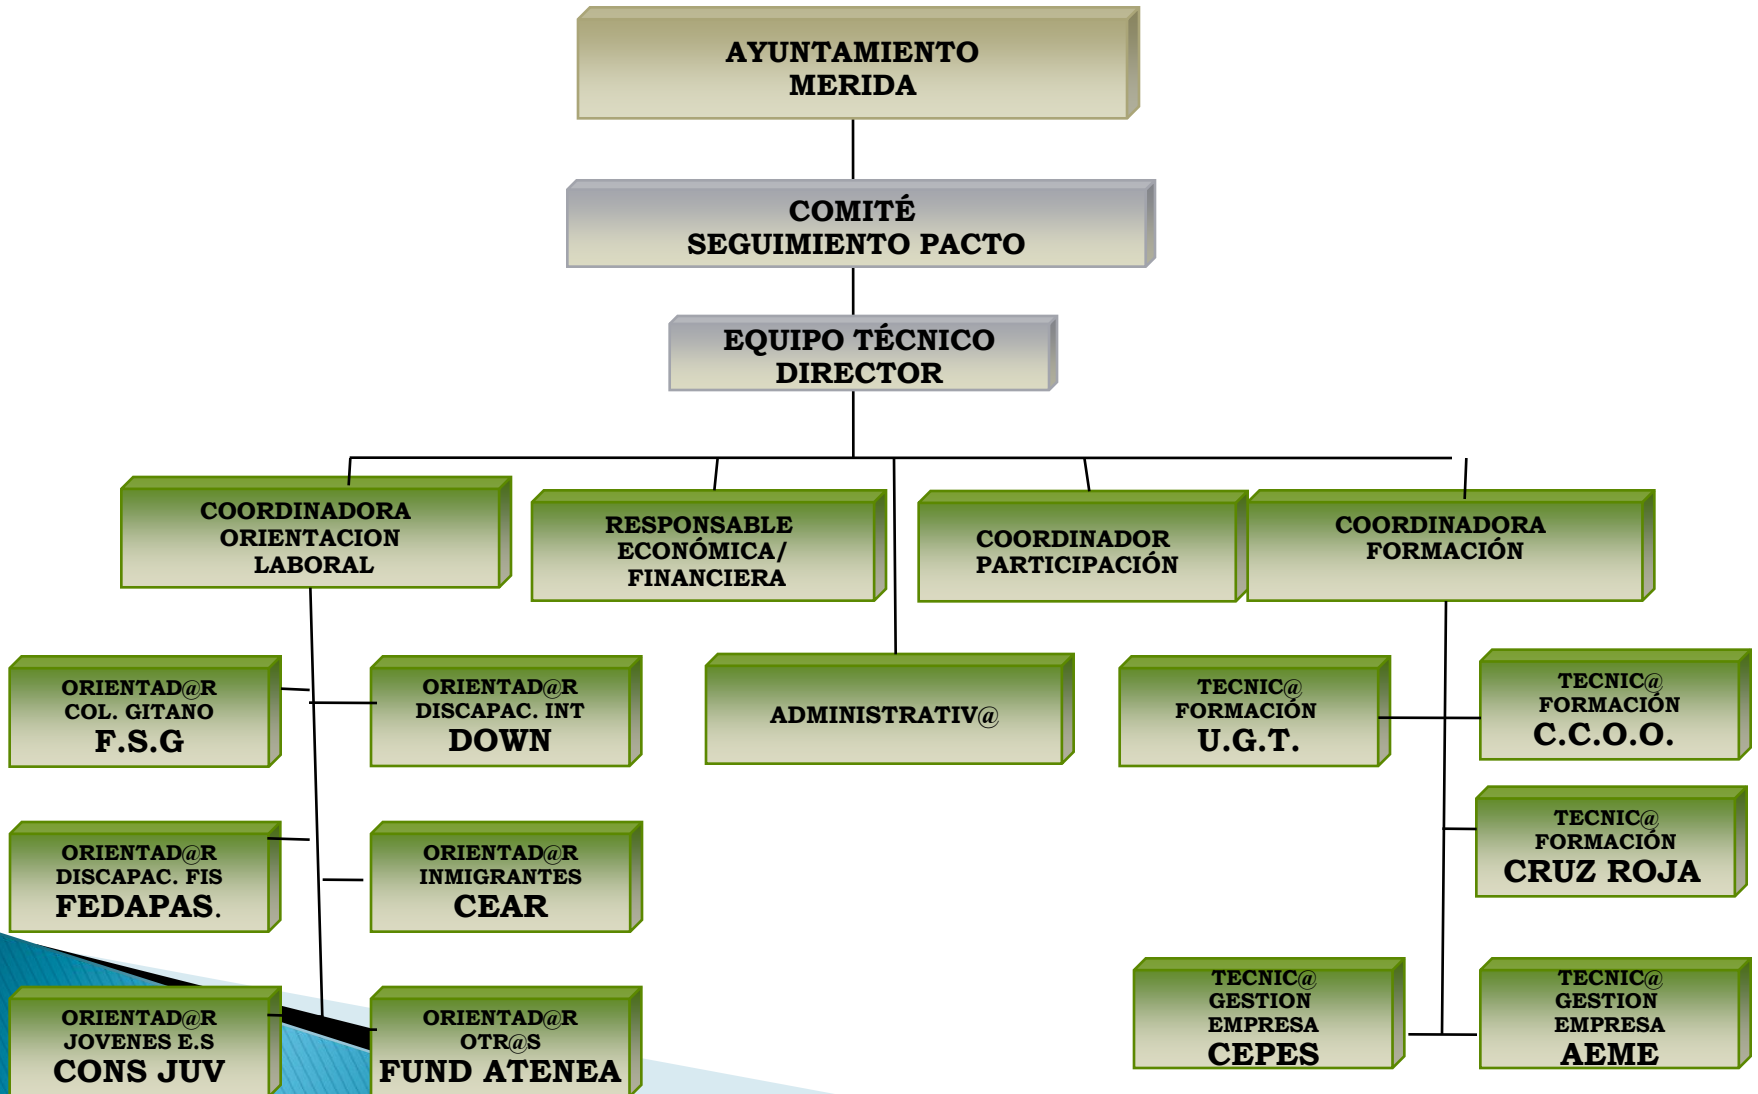 AYUNTAMIENTO
MERIDA
COMITÉ
SEGUIMIENTO PACTO
EQUIPO TÉCNICO
DIRECTOR
COORDINADORA
ORIENTACION
LABORAL
RESPONSABLE
ECONÓMICA/
FINANCIERA
COORDINADOR
PARTICIPACIÓN
COORDINADORA
FORMACIÓN
ORIENTAD@R
COL. GITANO
F.S.G
ORIENTAD@R
DISCAPAC. INT
DOWN
ADMINISTRATIV@
TECNIC@
FORMACIÓN
U.G.T.
TECNIC@
FORMACIÓN
C.C.O.O.
ORIENTAD@R
DISCAPAC. FIS
FEDAPAS.
ORIENTAD@R
INMIGRANTES
CEAR
TECNIC@
FORMACIÓN
CRUZ ROJA
ORIENTAD@R
JOVENES E.S
CONS JUV
ORIENTAD@R
OTR@S
FUND ATENEA
TECNIC@
GESTION
EMPRESA
CEPES
TECNIC@
GESTION
EMPRESA
AEME